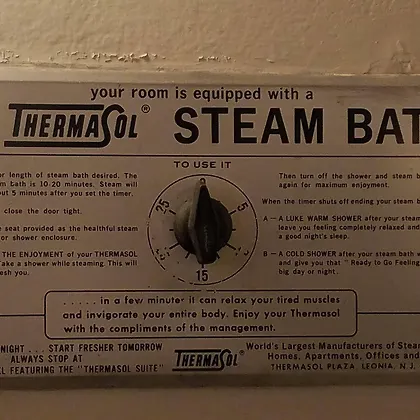 your room is equipped with a
THERMASOL® STEAM BAT
TO USE IT
or length of steam bath desired. The
am bath is 10-20 minutes. Steam will
out 5 minutes after you set the timer.
close the door tight.
e seat provided as the healthful steam
or shower enclosure.
THE ENJOYMENT of your THERMASOL
Take a shower while steaming. This will
esh you.
25
5
15
Then turn off the shower and steam b
again for maximum enjoyment.
When the timer shuts off ending your steam b
A — A LUKE WARM SHOWER after your steam
leave you feeling completely relaxed and
a good night's sleep.
B — A COLD SHOWER after your steam bath w
and give you that "Ready to Go Feeling
big day or night.
. . . . . in a few minutes it can relax your tired muscles
and invigorate your entire body. Enjoy your Thermasol
with the compliments of the management.
NIGHT . . . START FRESHER TOMORROW
ALWAYS STOP AT
EL FEATURING THE "THERMASOL SUITE"
THERMASOL®
World's Largest Manufacturers of Steam
Homes, Apartments, Offices and
THERMASOL PLAZA, LEONIA, N.J.